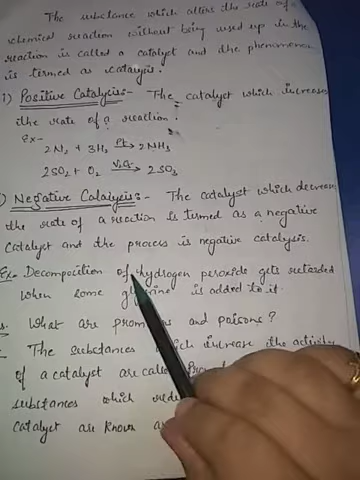 The substance which alters the rate of a
chemical reaction without being used up in the
reaction is called a catalyst and the phenomenon
is termed as catalysis.
1) Positive Catalysis - The catalyst which increases
the rate of a reaction.
Ex-
2N₂ + 3H₂ → 2NH₃
2SO₂ + O₂ → 2SO₃
) Negative Catalysis - The catalyst which decreases
the rate of a reaction is termed as a negative
catalyst and the process is negative catalysis.
Ex- Decomposition of hydrogen peroxide gets retarded
when some is added to it.
What are and poisons?
The substances which increase the activity
of a catalyst are called
substances which
catalyst are known as